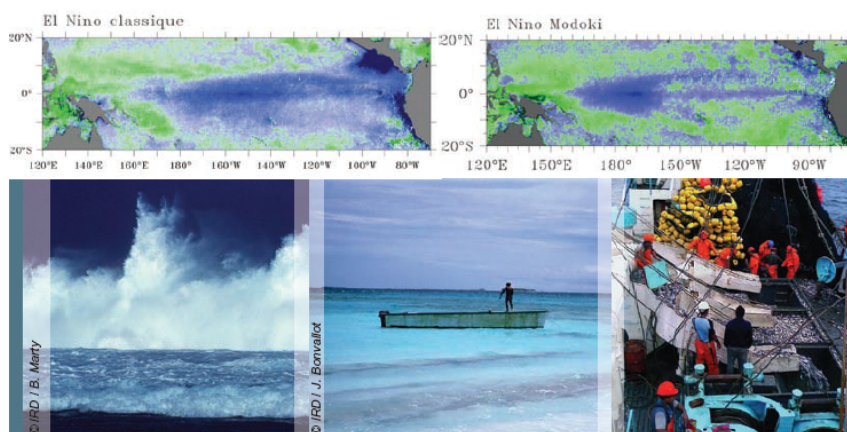 El Nino classique
20°N
0°
20°S
120°E 140°E 160°E 180° 160°W 140°W 120°W 100°W 80°W
El Nino Modoki
20°N
0°
20°S
120°E 150°E 180° 150°W 120°W 90°W
© IRD / B. Marty
© IRD / J. Bonvallot